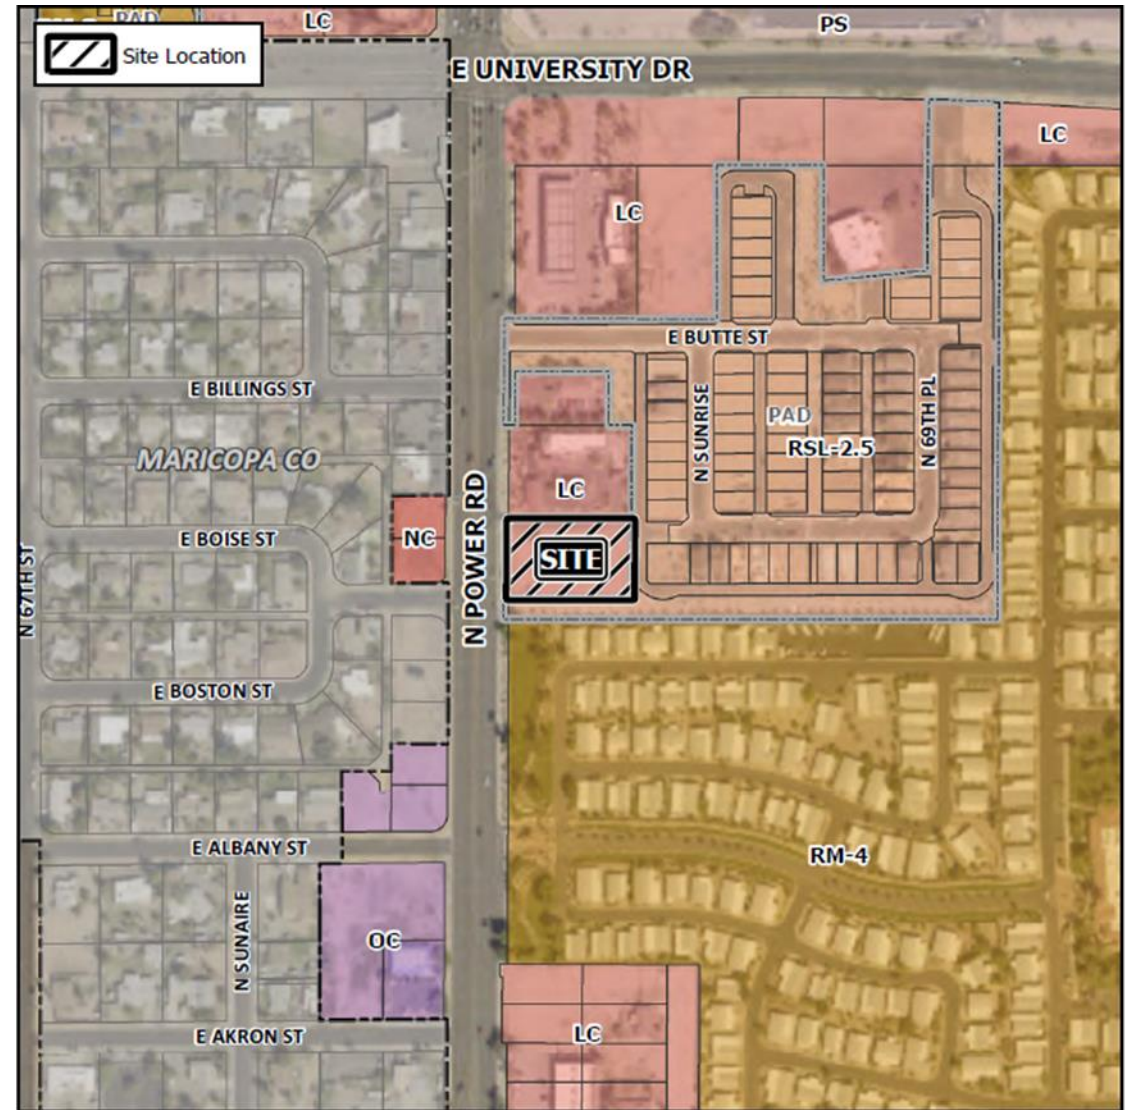 PAD
LC
PS
Site Location
E UNIVERSITY DR
LC
LC
E BUTTE ST
E BILLINGS ST
N SUNRISE
N 69TH PL
PAD
RSL-2.5
MARICOPA CO
LC
N POWER RD
E BOISE ST
NC
SITE
N 67TH ST
E BOSTON ST
E ALBANY ST
RM-4
N SUNAIRE
OC
E AKRON ST
LC